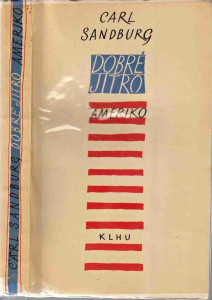 CARL
SANDBURG
DOBRÉ
JITRO
AMERIKO
KLHU
CARL SANDBURG DOBRÉ JITRO AMERIKO